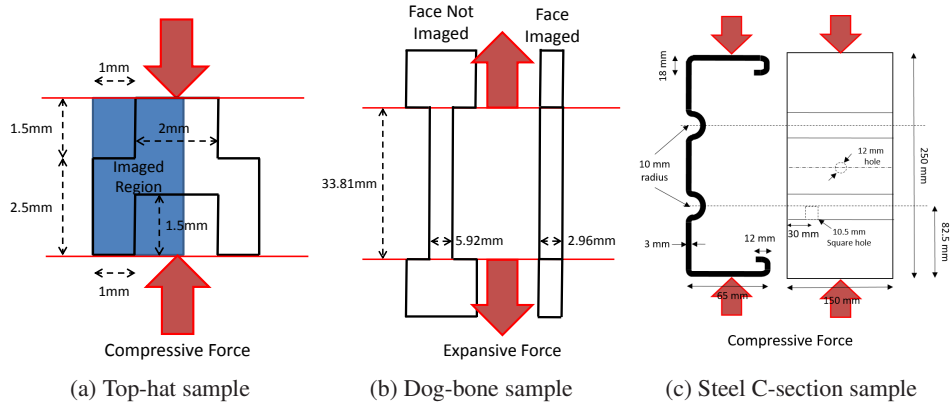 1mm
1.5mm
2mm
Imaged
Region
2.5mm
1.5mm
1mm
Compressive Force
(a) Top-hat sample
Face Not
Imaged
Face
Imaged
33.81mm
5.92mm
2.96mm
Expansive Force
(b) Dog-bone sample
18 mm
10 mm
radius
3 mm
12 mm
65 mm
12 mm
hole
250 mm
82.5 mm
30 mm
10.5 mm
Square hole
150 mm
Compressive Force
(c) Steel C-section sample